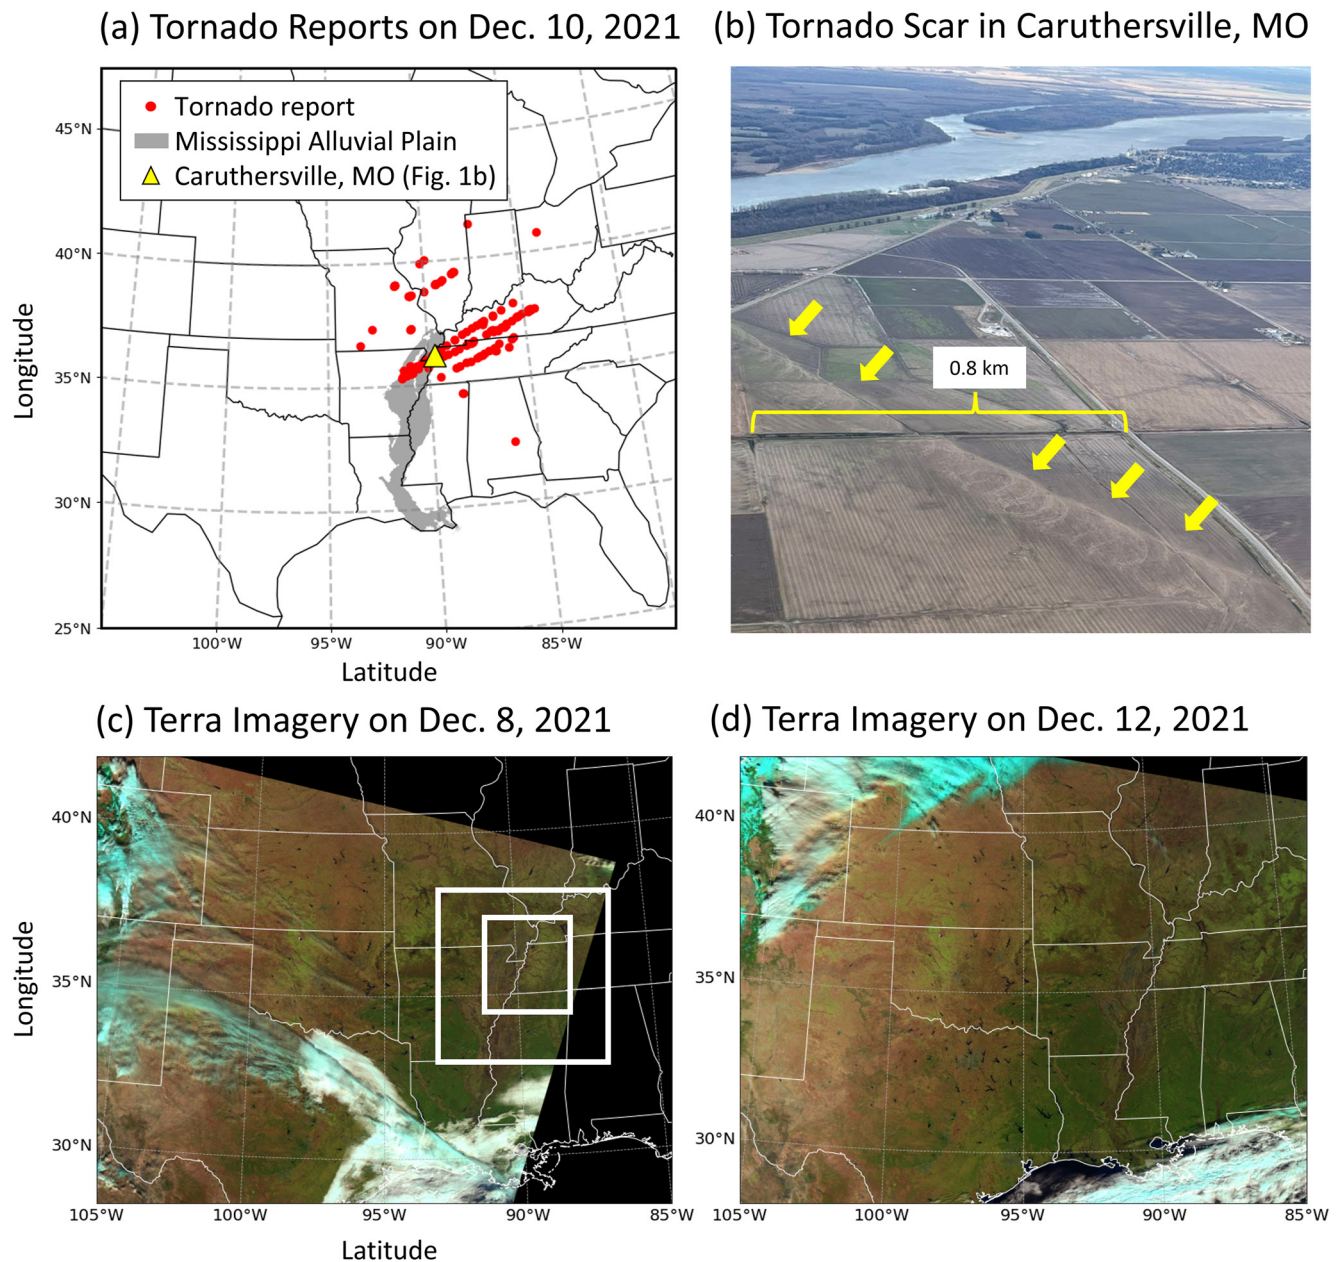 (a) Tornado Reports on Dec. 10, 2021
(b) Tornado Scar in Caruthersville, MO
Tornado report
Mississippi Alluvial Plain
Caruthersville, MO (Fig. 1b)
45°N
40°N
35°N
30°N
25°N
Longitude
100°W
95°W
90°W
85°W
Latitude
0.8 km
(c) Terra Imagery on Dec. 8, 2021
(d) Terra Imagery on Dec. 12, 2021
40°N
35°N
30°N
Longitude
105°W
100°W
95°W
90°W
85°W
Latitude
40°N
35°N
30°N
105°W
100°W
95°W
90°W
85°W